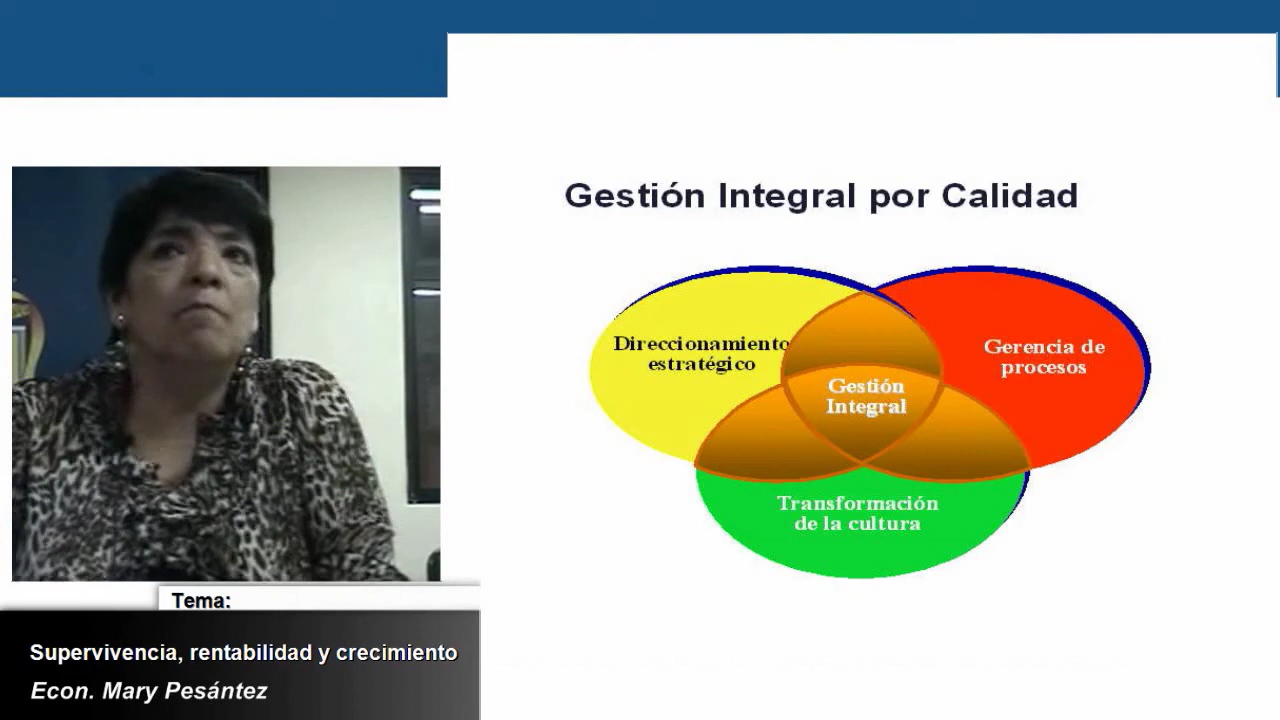 Gestión Integral por Calidad
Direccionamiento
estratégico
Gerencia de
procesos
Gestión
Integral
Transformación
de la cultura
Tema:
Supervivencia, rentabilidad y crecimiento
Econ. Mary Pesántez